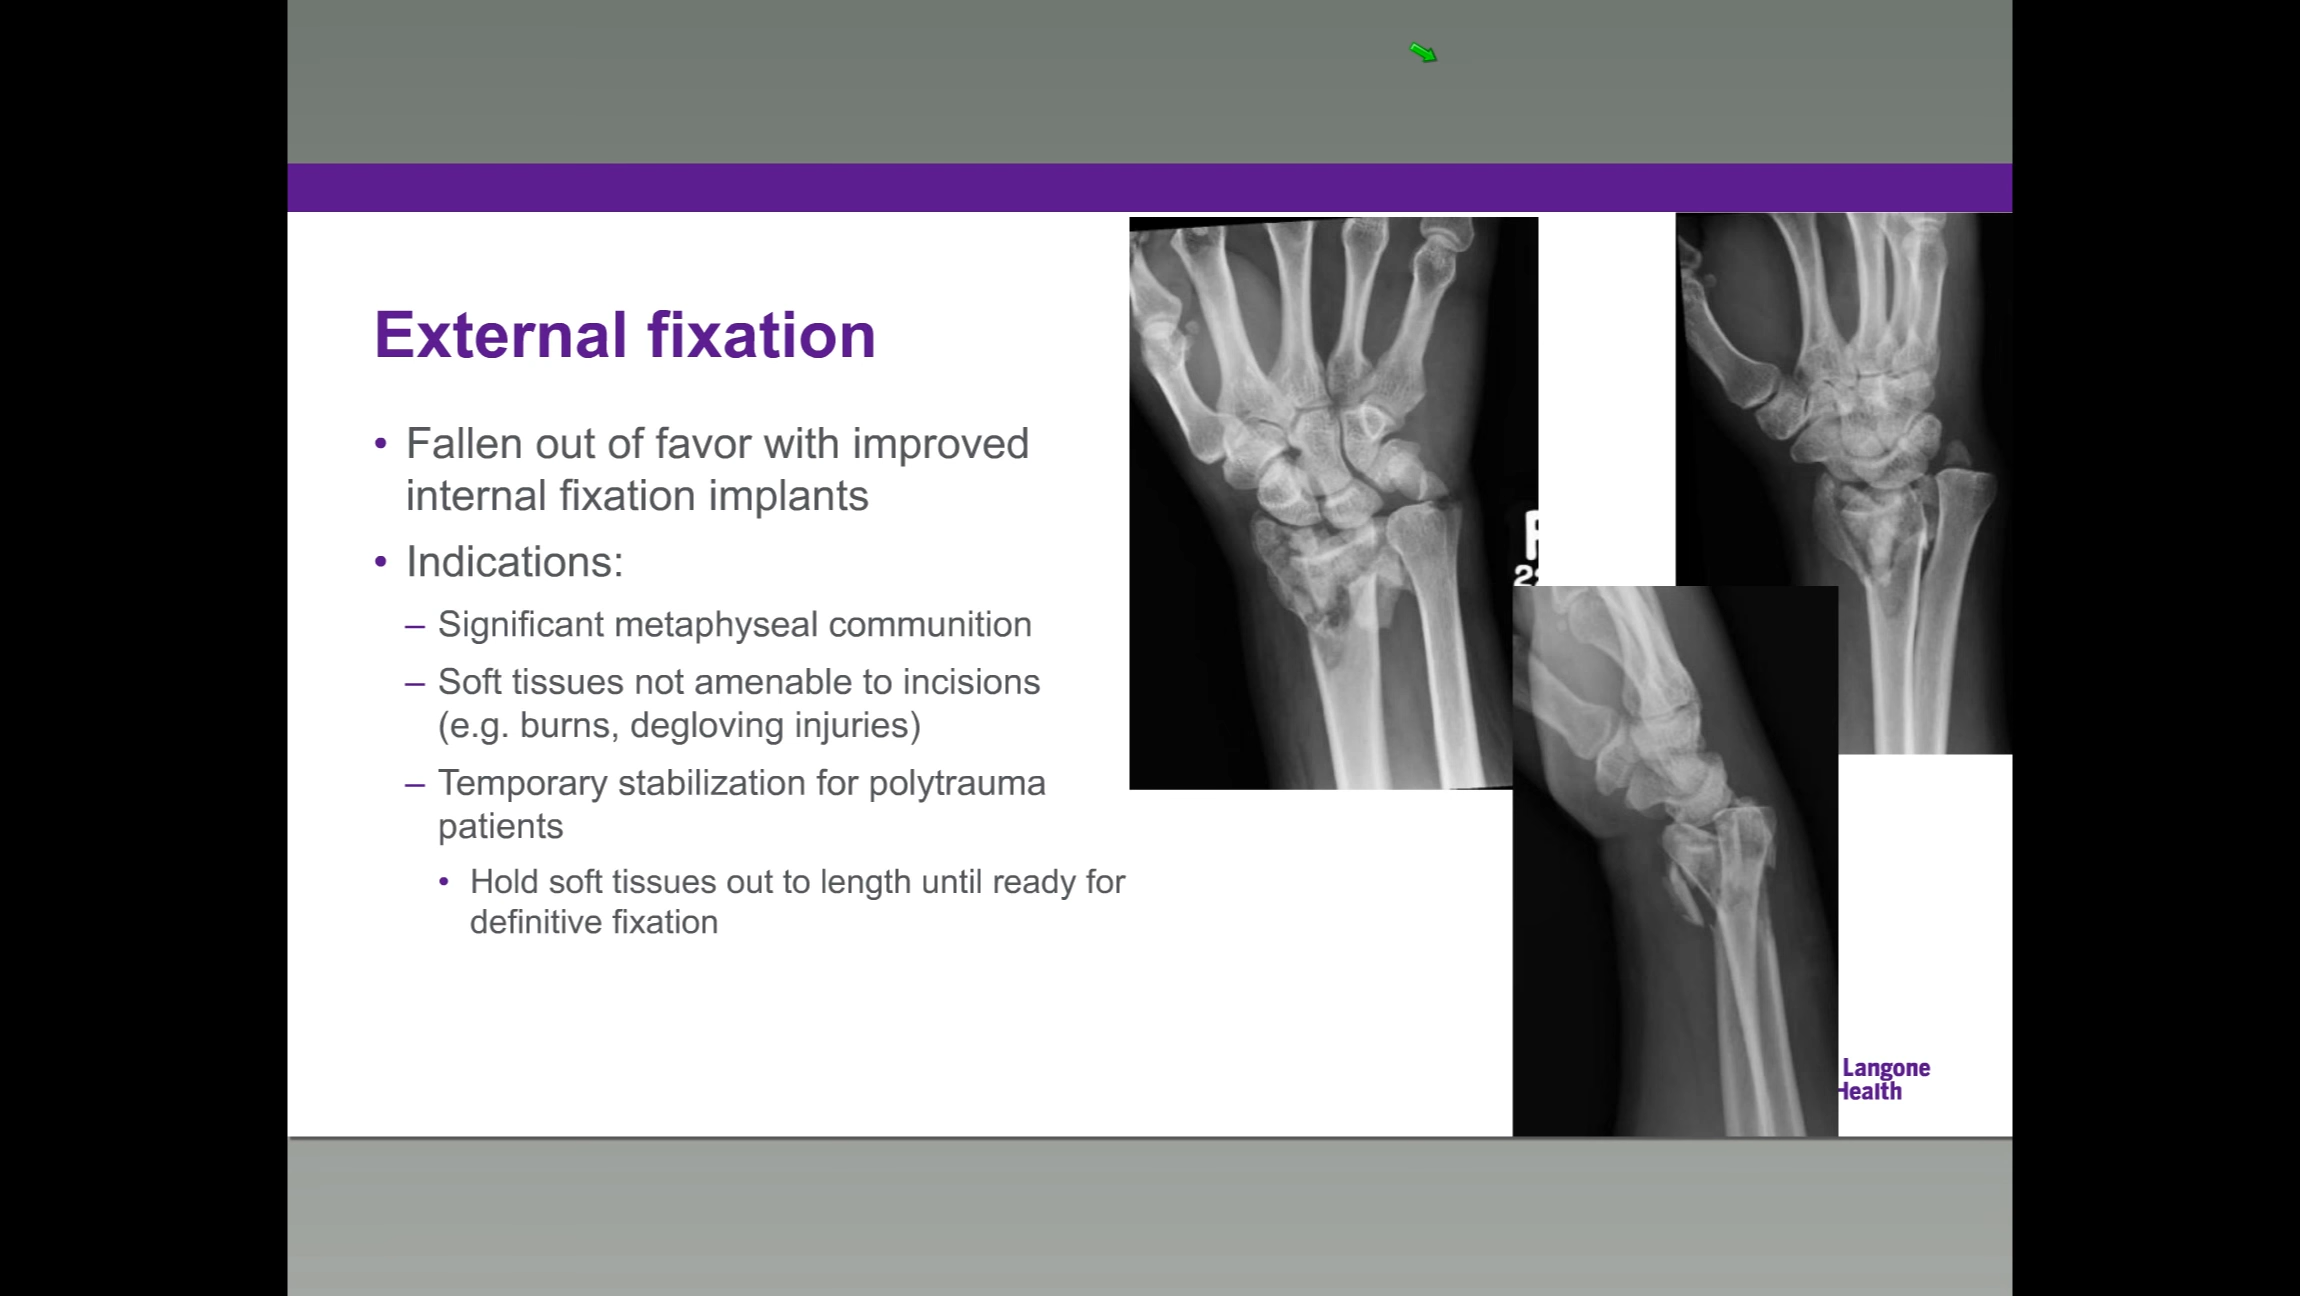 External fixation
• Fallen out of favor with improved
internal fixation implants
• Indications:
– Significant metaphyseal communition
– Soft tissues not amenable to incisions
(e.g. burns, degloving injuries)
– Temporary stabilization for polytrauma
patients
• Hold soft tissues out to length until ready for
definitive fixation
Langone
Health